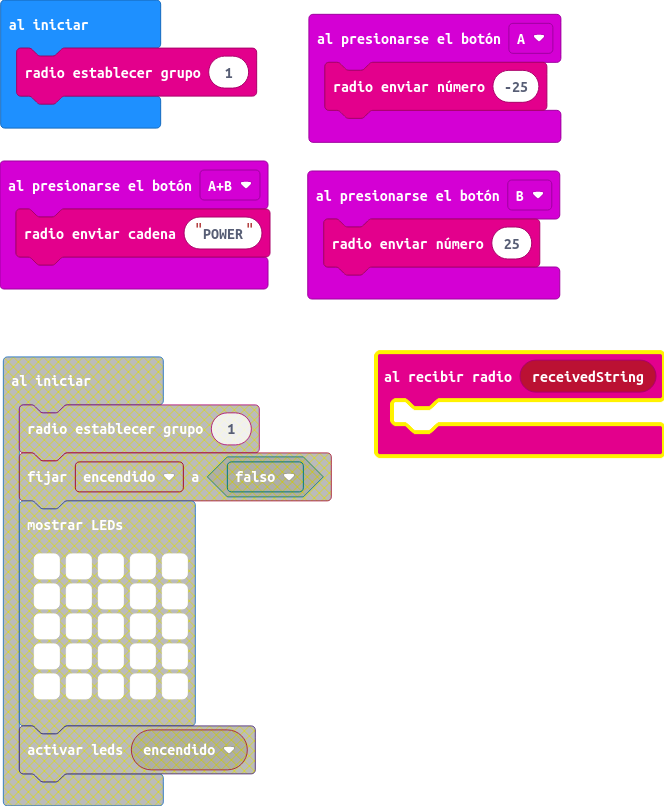 al iniciar
radio establecer grupo 1
al presionarse el botón A
radio enviar número -25
al presionarse el botón A+B
radio enviar cadena "POWER"
al presionarse el botón B
radio enviar número 25
al iniciar
radio establecer grupo 1
fijar encendido a falso
mostrar LEDs
activar leds encendido
al recibir radio receivedString